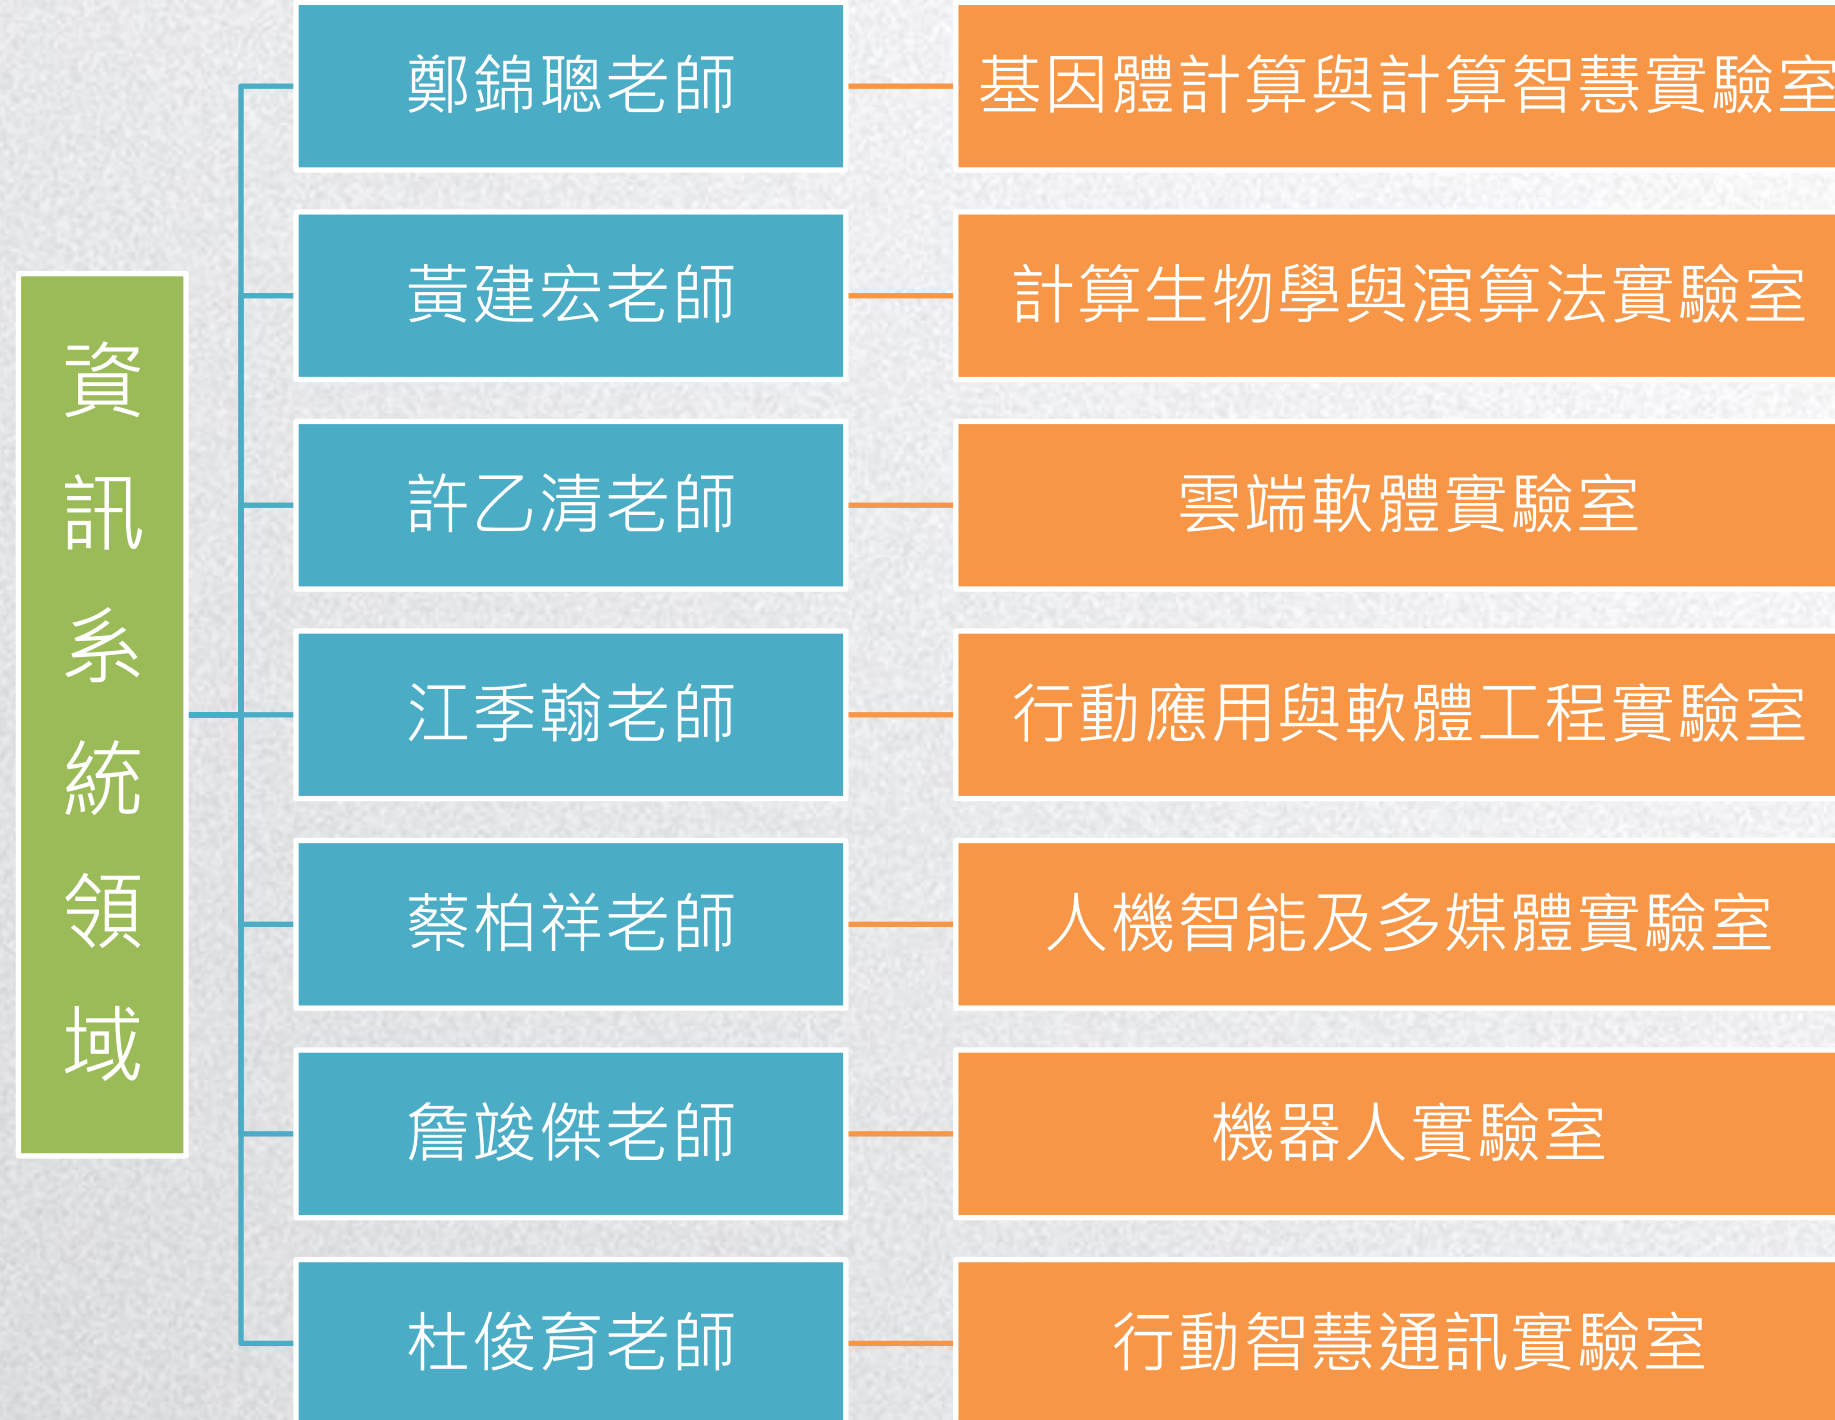 資訊系統領域
鄭錦聰老師
基因體計算與計算智慧實驗室
黃建宏老師
計算生物學與演算法實驗室
許乙清老師
雲端軟體實驗室
江季翰老師
行動應用與軟體工程實驗室
蔡柏祥老師
人機智能及多媒體實驗室
詹竣傑老師
機器人實驗室
杜俊育老師
行動智慧通訊實驗室